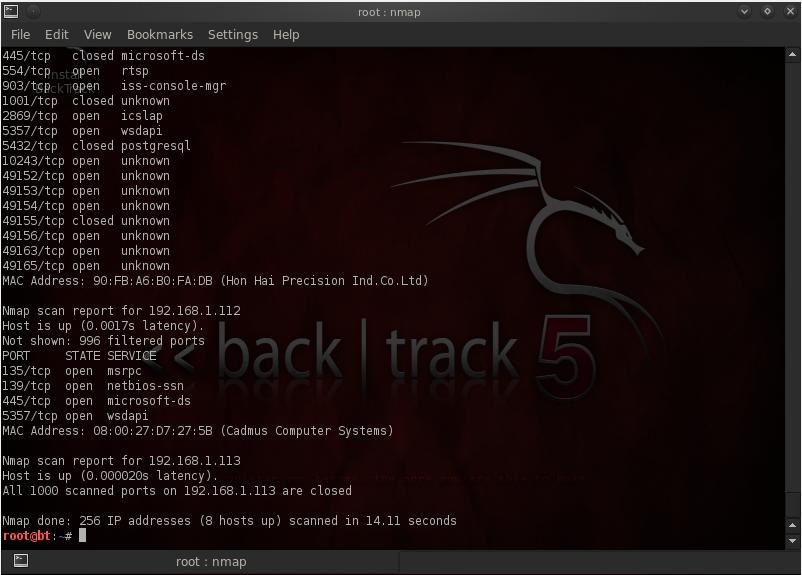 root : nmap
File Edit View Bookmarks Settings Help
445/tcp closed microsoft-ds
554/tcp open rtsp
Install
903/tcp open iss-console-mgr
BackTrack
1001/tcp closed unknown
2869/tcp open icslap
5357/tcp open wsdapi
5432/tcp closed postgresql
10243/tcp open unknown
49152/tcp open unknown
49153/tcp open unknown
49154/tcp open unknown
49155/tcp closed unknown
49156/tcp open unknown
49163/tcp open unknown
49165/tcp open unknown
MAC Address: 90:FB:A6:B0:FA:DB (Hon Hai Precision Ind.Co.Ltd)
Nmap scan report for 192.168.1.112
Host is up (0.0017s latency).
Not shown: 996 filtered ports
PORT STATE SERVICE
135/tcp open msrpc
139/tcp open netbios-ssn
445/tcp open microsoft-ds
5357/tcp open wsdapi
MAC Address: 08:00:27:D7:27:5B (Cadmus Computer Systems)
<< back | track 5
Nmap scan report for 192.168.1.113
Host is up (0.000020s latency).
All 1000 scanned ports on 192.168.1.113 are closed
Nmap done: 256 IP addresses (8 hosts up) scanned in 14.11 seconds
root@bt:~#
root : nmap